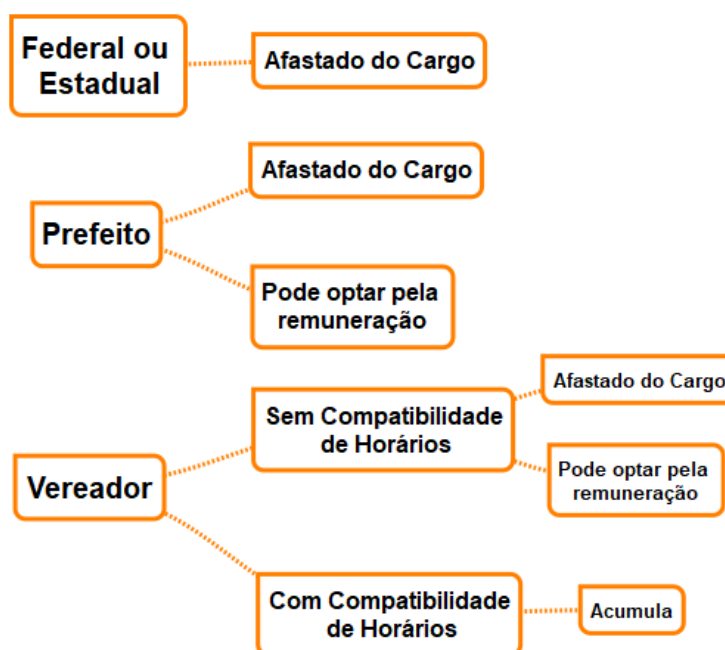 Federal ou
Estadual
Afastado do Cargo
Prefeito
Afastado do Cargo
Pode optar pela
remuneração
Vereador
Sem Compatibilidade
de Horários
Afastado do Cargo
Pode optar pela
remuneração
Com Compatibilidade
de Horários
Acumula